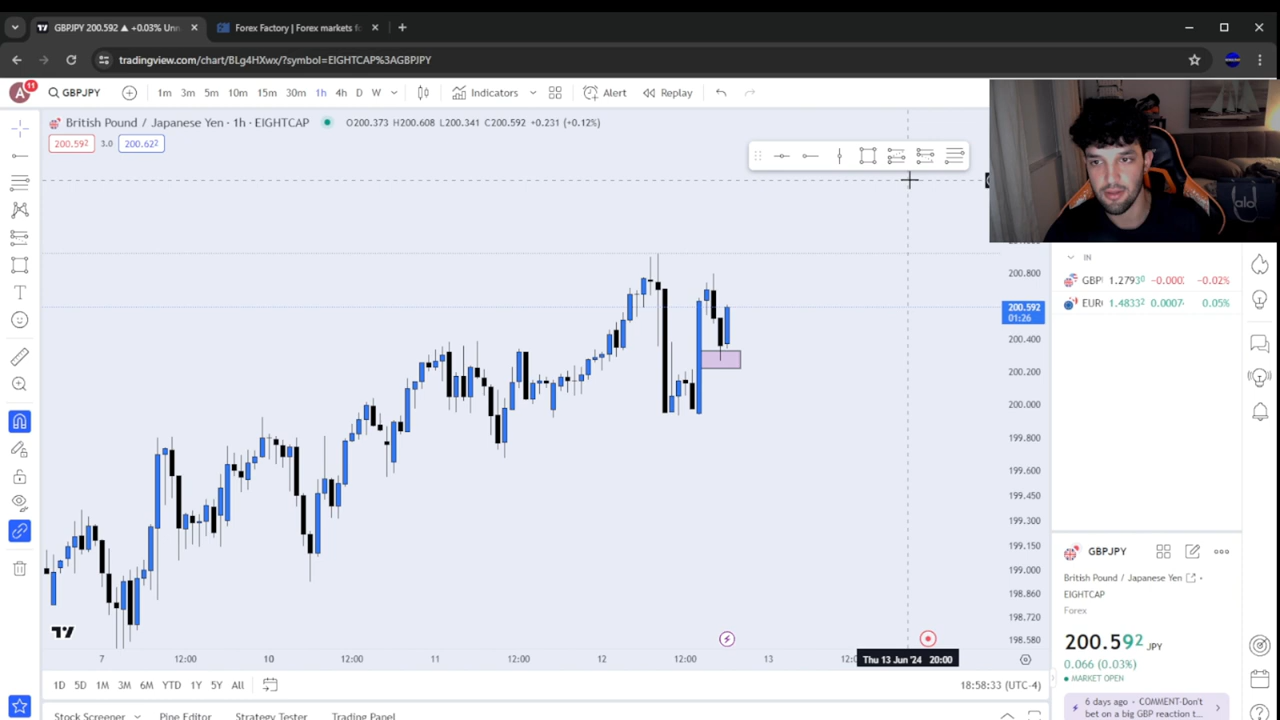 GBPJPY 200.592 ▲ +0.03% Unn
Forex Factory | Forex markets fo
tradingview.com/chart/BLg4HXwx/?symbol=EIGHTCAP%3AGBPJPY
A 11 GBPJPY 1m 3m 5m 10m 15m 30m 1h 4h D W Indicators Alert Replay
British Pound / Japanese Yen · 1h · EIGHTCAP O200.373 H200.608 L200.341 C200.592 +0.231 (+0.12%)
200.592 3.0 200.622
alo
IN
GBP 1.27930 -0.000 -0.02%
EUR 1.48332 0.0007 0.05%
200.800
200.592
01:26
200.400
200.200
200.000
199.800
199.600
199.450
199.300
199.150
199.000
198.860
198.720
198.580
GBPJPY
British Pound / Japanese Yen
EIGHTCAP
Forex
200.592 JPY
0.066 (0.03%)
MARKET OPEN
6 days ago - COMMENT-Don't
bet on a big GBP reaction t...
7 12:00 10 12:00 11 12:00 12 12:00 13 Thu 13 Jun '24 20:00
1D 5D 1M 3M 6M YTD 1Y 5Y All
18:58:33 (UTC-4)
Stock Screener Pine Editor Strategy Tester Trading Panel